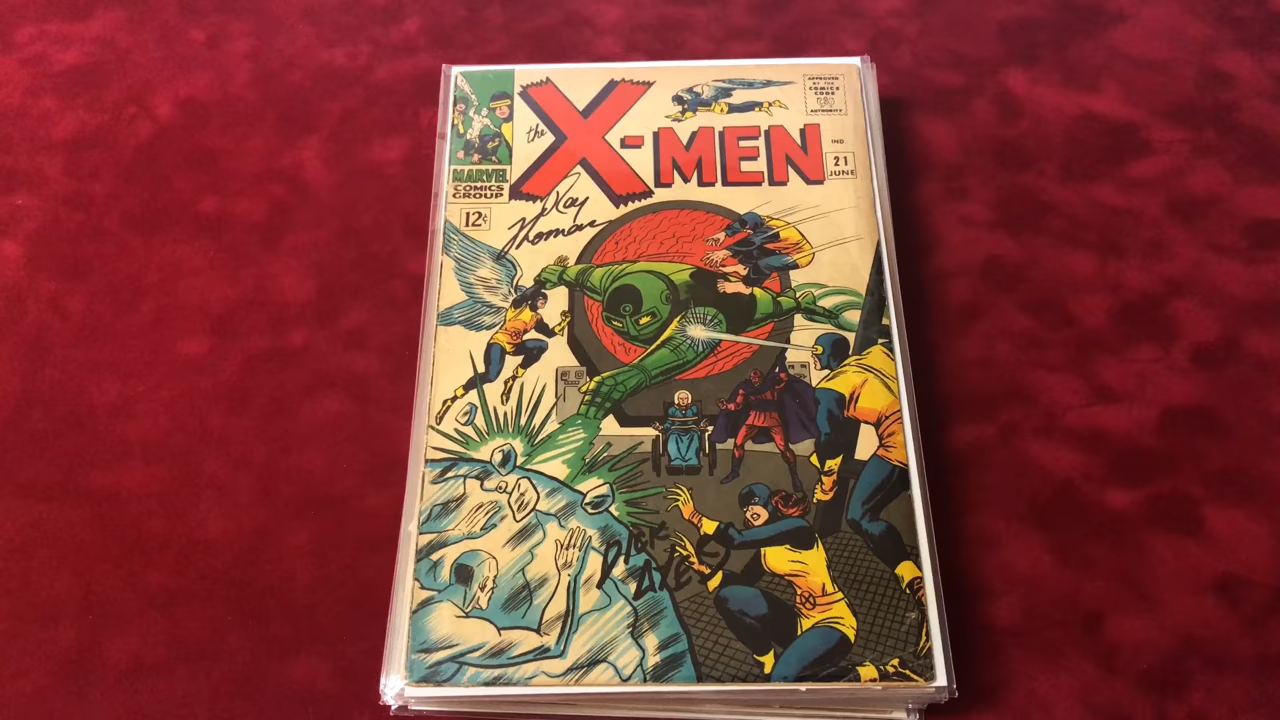 the X-MEN
APPROVED
BY THE
COMICS
CODE
AUTHORITY
IND.
21
JUNE
MARVEL
COMICS
GROUP
12¢
Roy
Thomas
DICK
AYERS